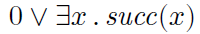 0 ∨ ∃x . succ(x)